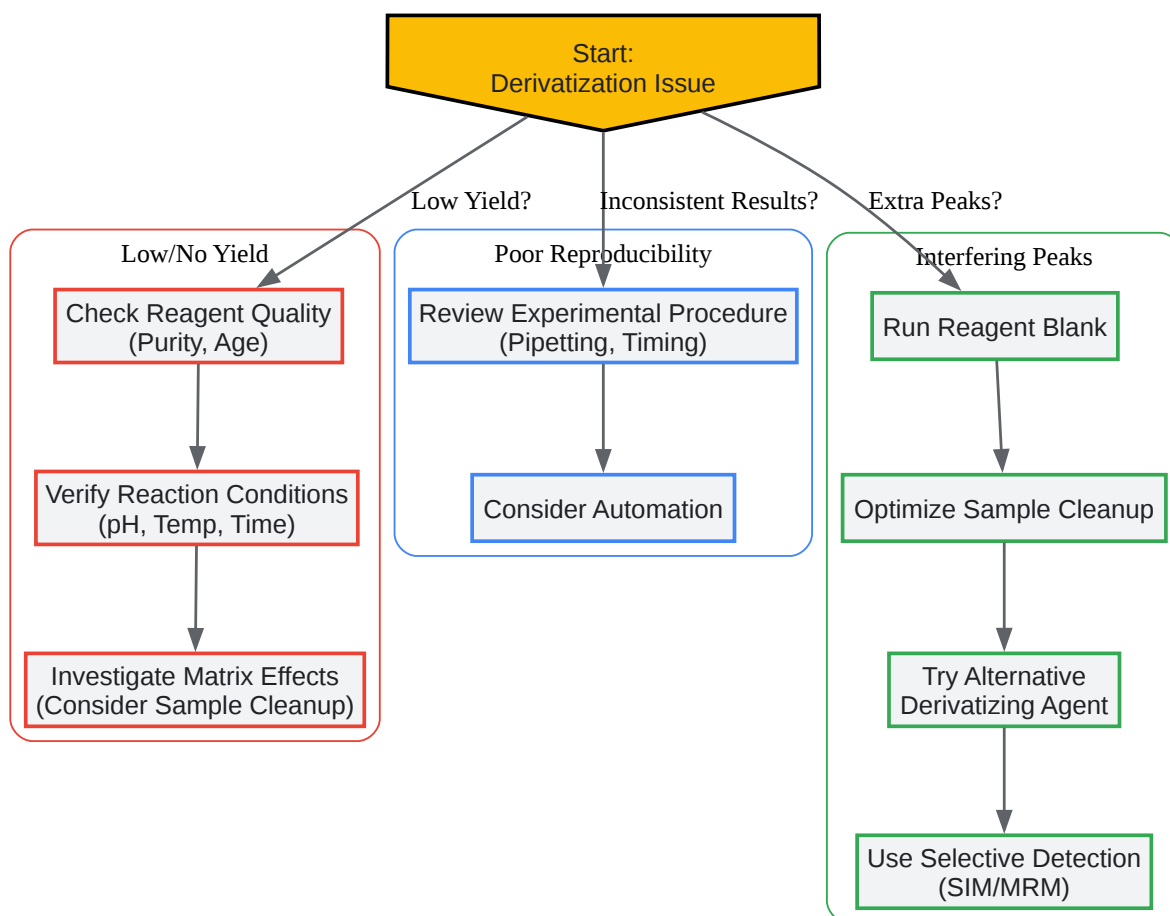 Start:
Derivatization Issue
Low Yield?
Inconsistent Results?
Extra Peaks?
Low/No Yield
Check Reagent Quality
(Purity, Age)
Verify Reaction Conditions
(pH, Temp, Time)
Investigate Matrix Effects
(Consider Sample Cleanup)
Poor Reproducibility
Review Experimental Procedure
(Pipetting, Timing)
Consider Automation
Interfering Peaks
Run Reagent Blank
Optimize Sample Cleanup
Try Alternative
Derivatizing Agent
Use Selective Detection
(SIM/MRM)